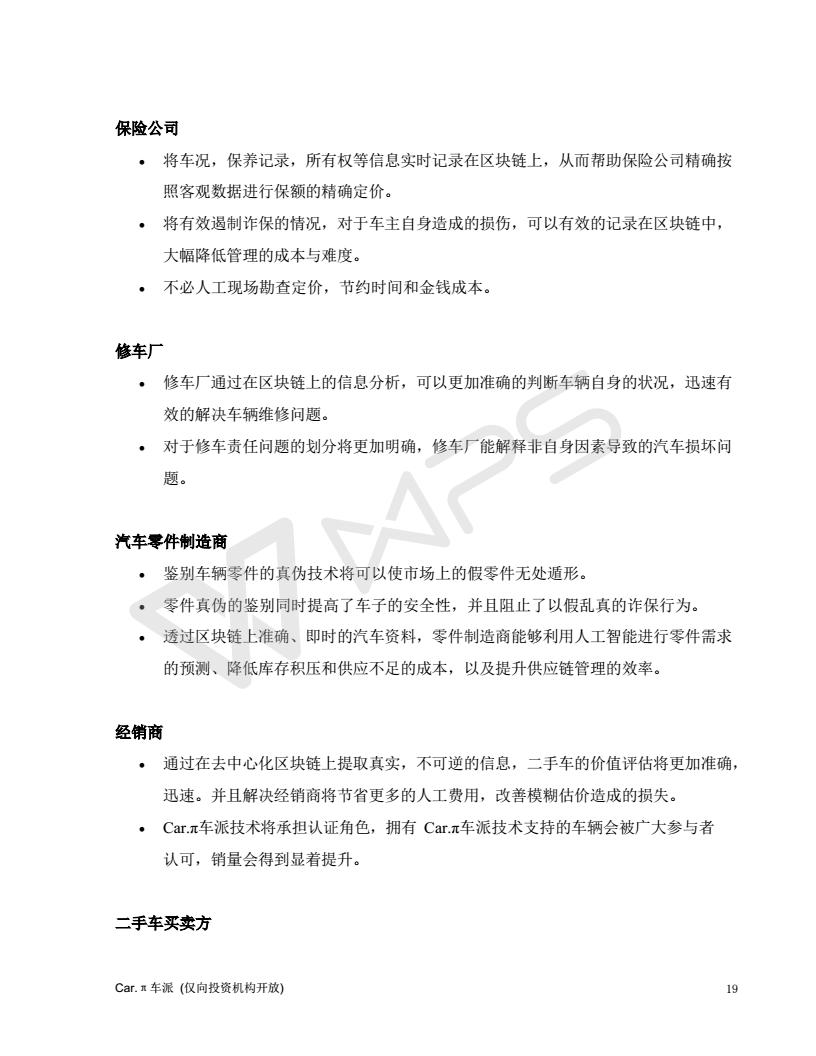 保险公司
• 将车况，保养记录，所有权等信息实时记录在区块链上，从而帮助保险公司精确按
照客观数据进行保额的精确定价。
• 将有效遏制诈保的情况，对于车主自身造成的损伤，可以有效的记录在区块链中，
大幅降低管理的成本与难度。
• 不必人工现场勘查定价，节约时间和金钱成本。
修车厂
• 修车厂通过在区块链上的信息分析，可以更加准确的判断车辆自身的状况，迅速有
效的解决车辆维修问题。
• 对于修车责任问题的划分将更加明确，修车厂能解释非自身因素导致的汽车损坏问
题。
WPS
汽车零件制造商
• 鉴别车辆零件的真伪技术将可以使市场上的假零件无处遁形。
• 零件真伪的鉴别同时提高了车子的安全性，并且阻止了以假乱真的诈保行为。
• 透过区块链上准确、即时的汽车资料，零件制造商能够利用人工智能进行零件需求
的预测、降低库存积压和供应不足的成本，以及提升供应链管理的效率。
经销商
• 通过在去中心化区块链上提取真实，不可逆的信息，二手车的价值评估将更加准确，
迅速。并且解决经销商将节省更多的人工费用，改善模糊估价造成的损失。
• Car.π车派技术将承担认证角色，拥有 Car.π车派技术支持的车辆会被广大参与者
认可，销量会得到显着提升。
二手车买卖方
Car. π 车派 (仅向投资机构开放) 19